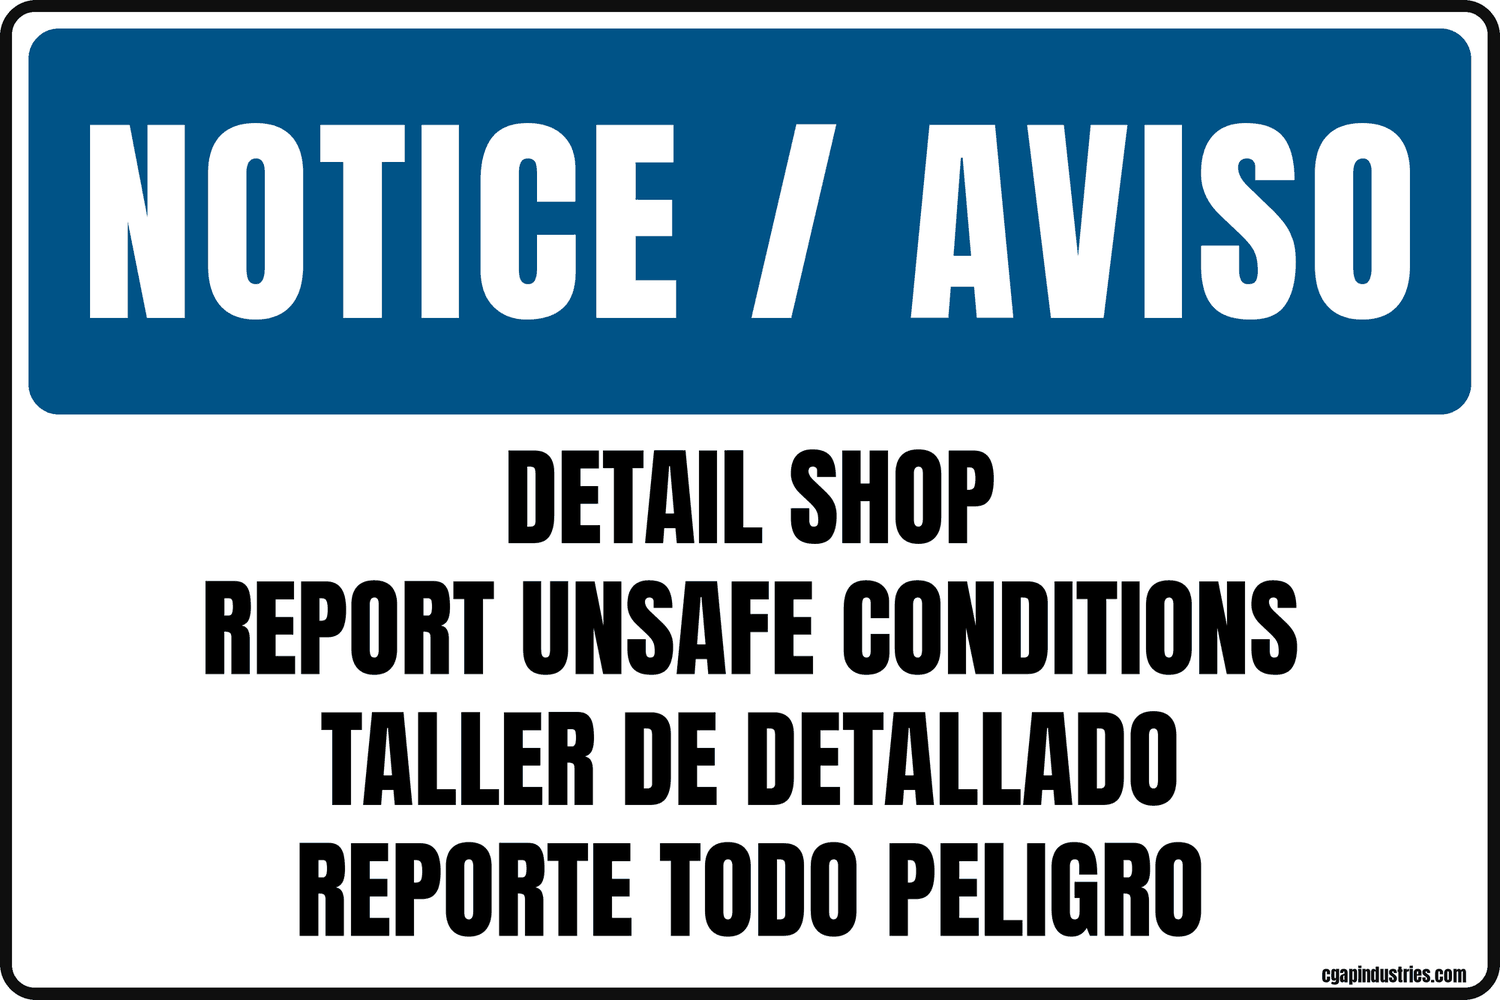 NOTICE / AVISO
DETAIL SHOP
REPORT UNSAFE CONDITIONS
TALLER DE DETALLADO
REPORTE TODO PELIGRO
cgapindustries.com